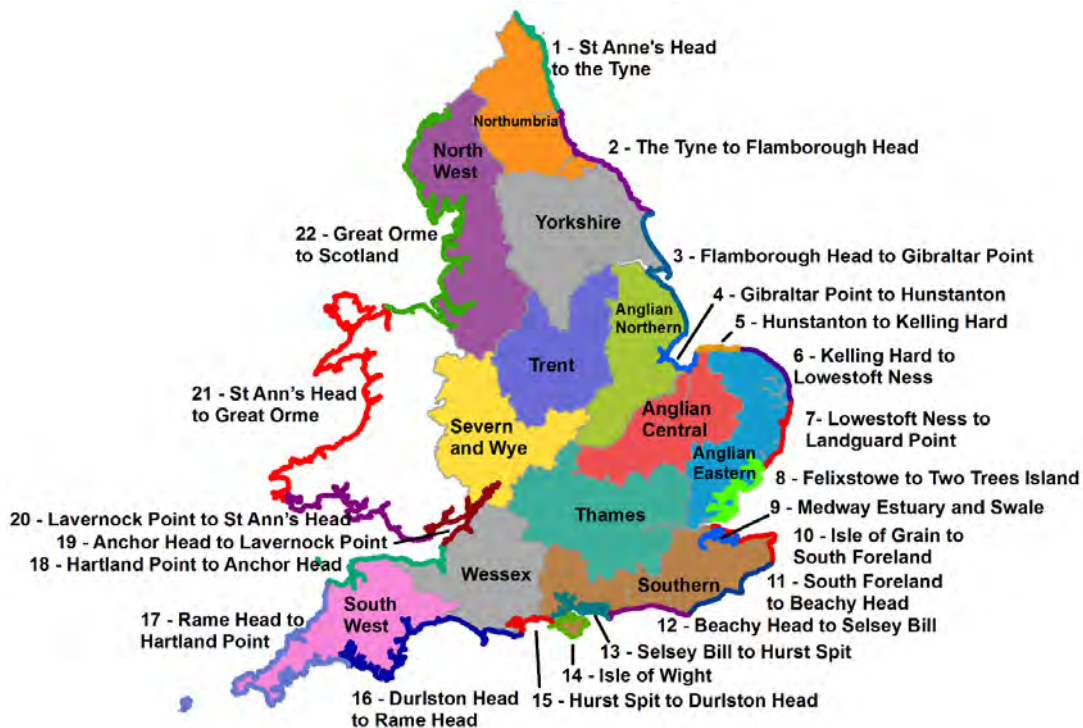 1 - St Anne's Head
to the Tyne
Northumbria
North
West
2 - The Tyne to Flamborough Head
Yorkshire
22 - Great Orme
to Scotland
3 - Flamborough Head to Gibraltar Point
4 - Gibraltar Point to Hunstanton
Anglian
Northern
5 - Hunstanton to Kelling Hard
6 - Kelling Hard to
Lowestoft Ness
Trent
21 - St Ann's Head
to Great Orme
Anglian
Central
7- Lowestoft Ness to
Landguard Point
Severn
and Wye
Anglian
Eastern
8 - Felixstowe to Two Trees Island
9 - Medway Estuary and Swale
Thames
20 - Lavernock Point to St Ann's Head
19 - Anchor Head to Lavernock Point
18 - Hartland Point to Anchor Head
10 - Isle of Grain to
South Foreland
Wessex
Southern
11 - South Foreland
to Beachy Head
South
West
17 - Rame Head to
Hartland Point
12 - Beachy Head to Selsey Bill
13 - Selsey Bill to Hurst Spit
14 - Isle of Wight
16 - Durlston Head
to Rame Head
15 - Hurst Spit to Durlston Head